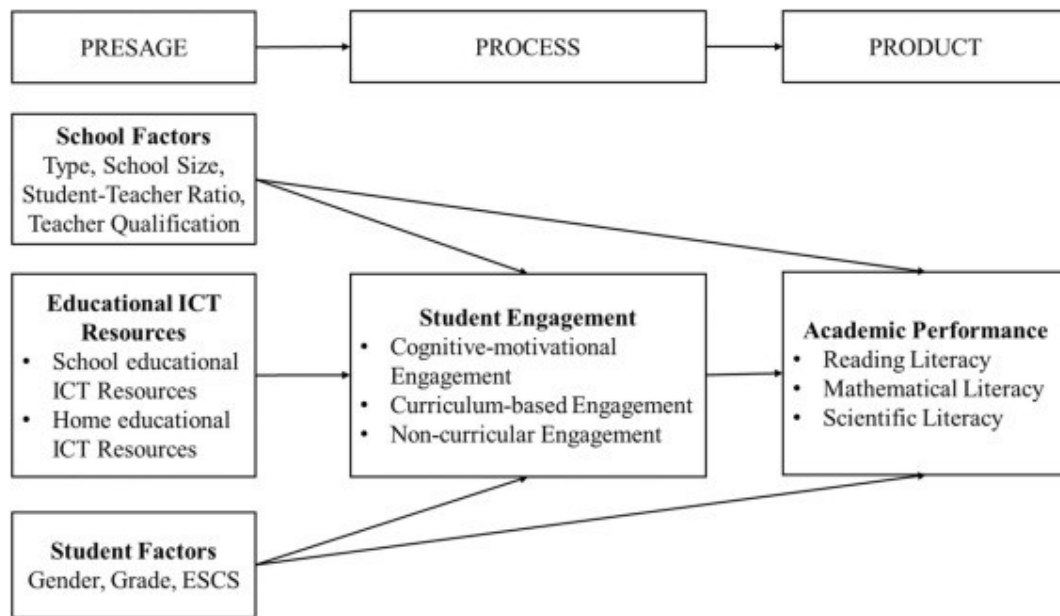 PRESAGE
PROCESS
PRODUCT
School Factors
Type, School Size,
Student-Teacher Ratio,
Teacher Qualification
Educational ICT
Resources
• School educational
ICT Resources
• Home educational
ICT Resources
Student Engagement
• Cognitive-motivational
Engagement
• Curriculum-based Engagement
• Non-curricular Engagement
Academic Performance
• Reading Literacy
• Mathematical Literacy
• Scientific Literacy
Student Factors
Gender, Grade, ESCS